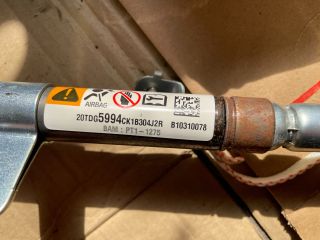 AIRBAG
20TDG5994CK1B304J2R B10310078
BAM : PT1-1275